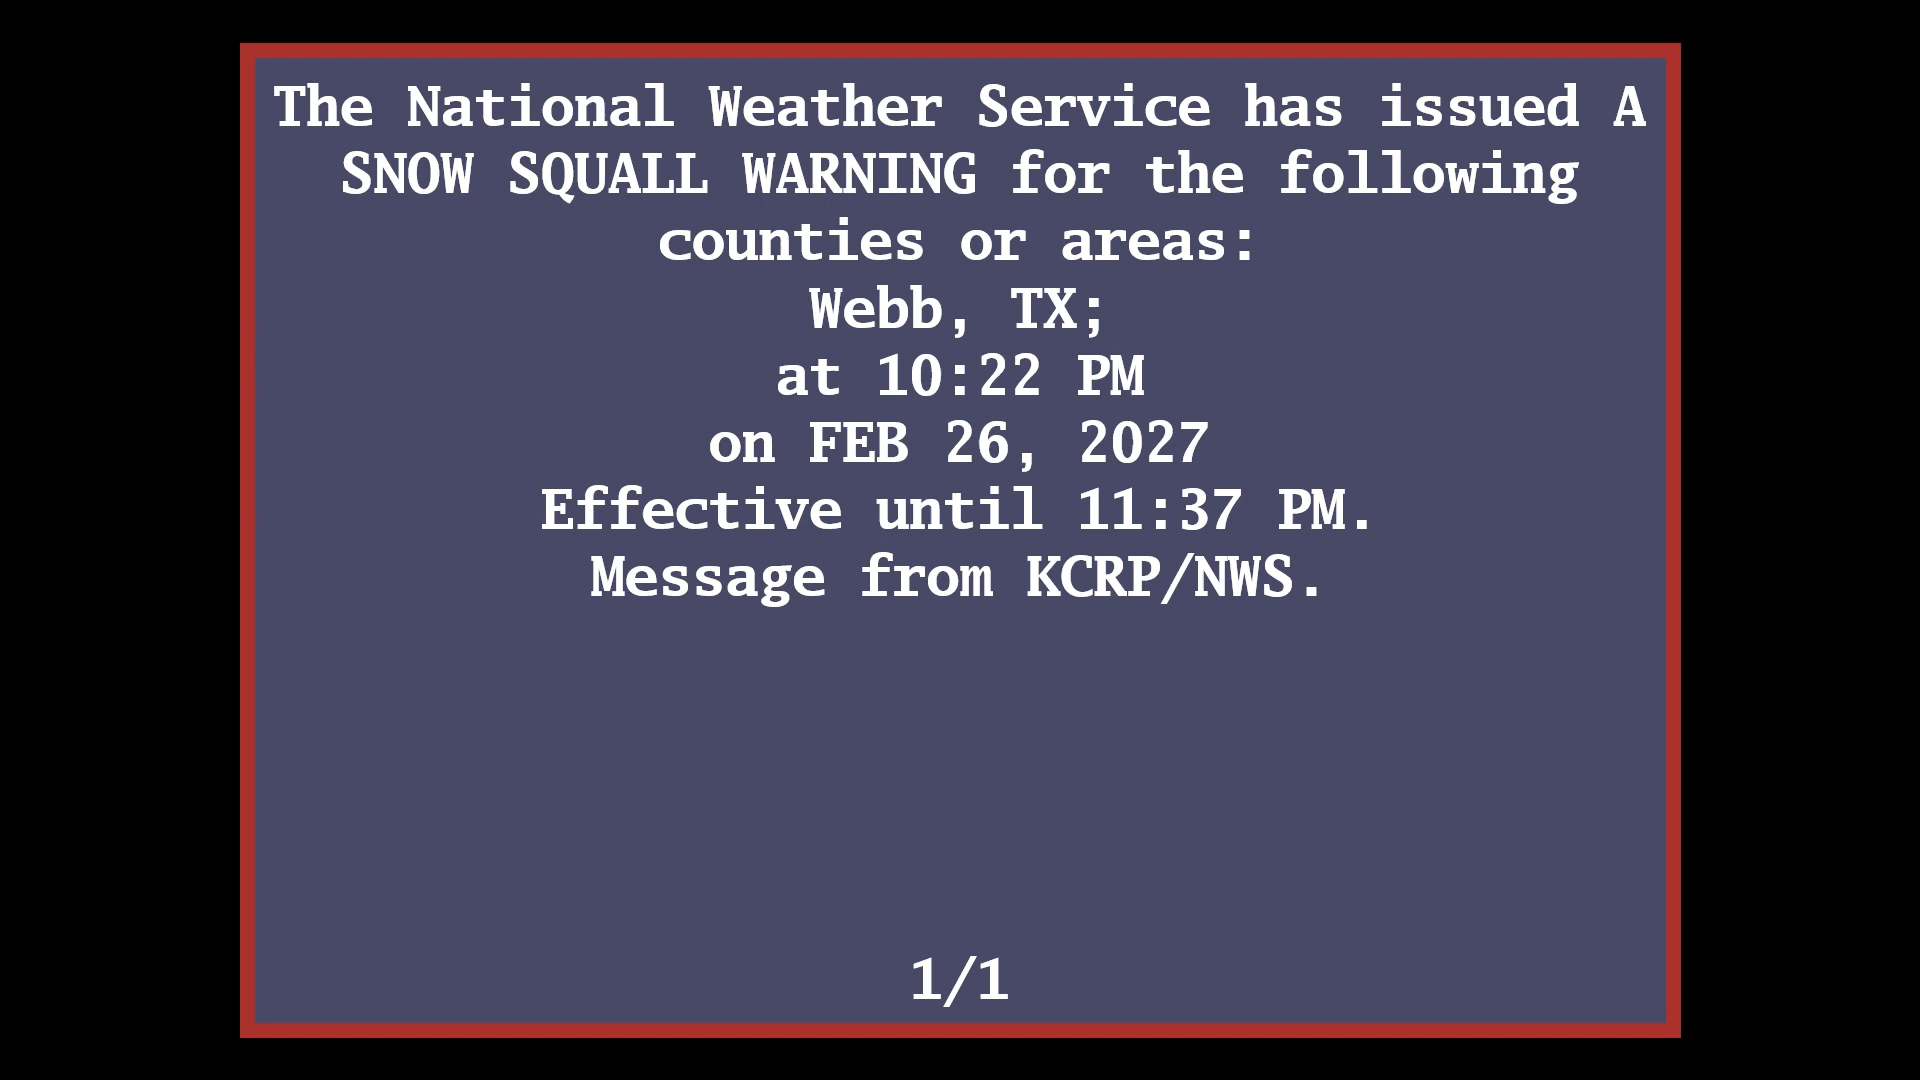 The National Weather Service has issued A
SNOW SQUALL WARNING for the following
counties or areas:
Webb, TX;
at 10:22 PM
on FEB 26, 2027
Effective until 11:37 PM.
Message from KCRP/NWS.
1/1